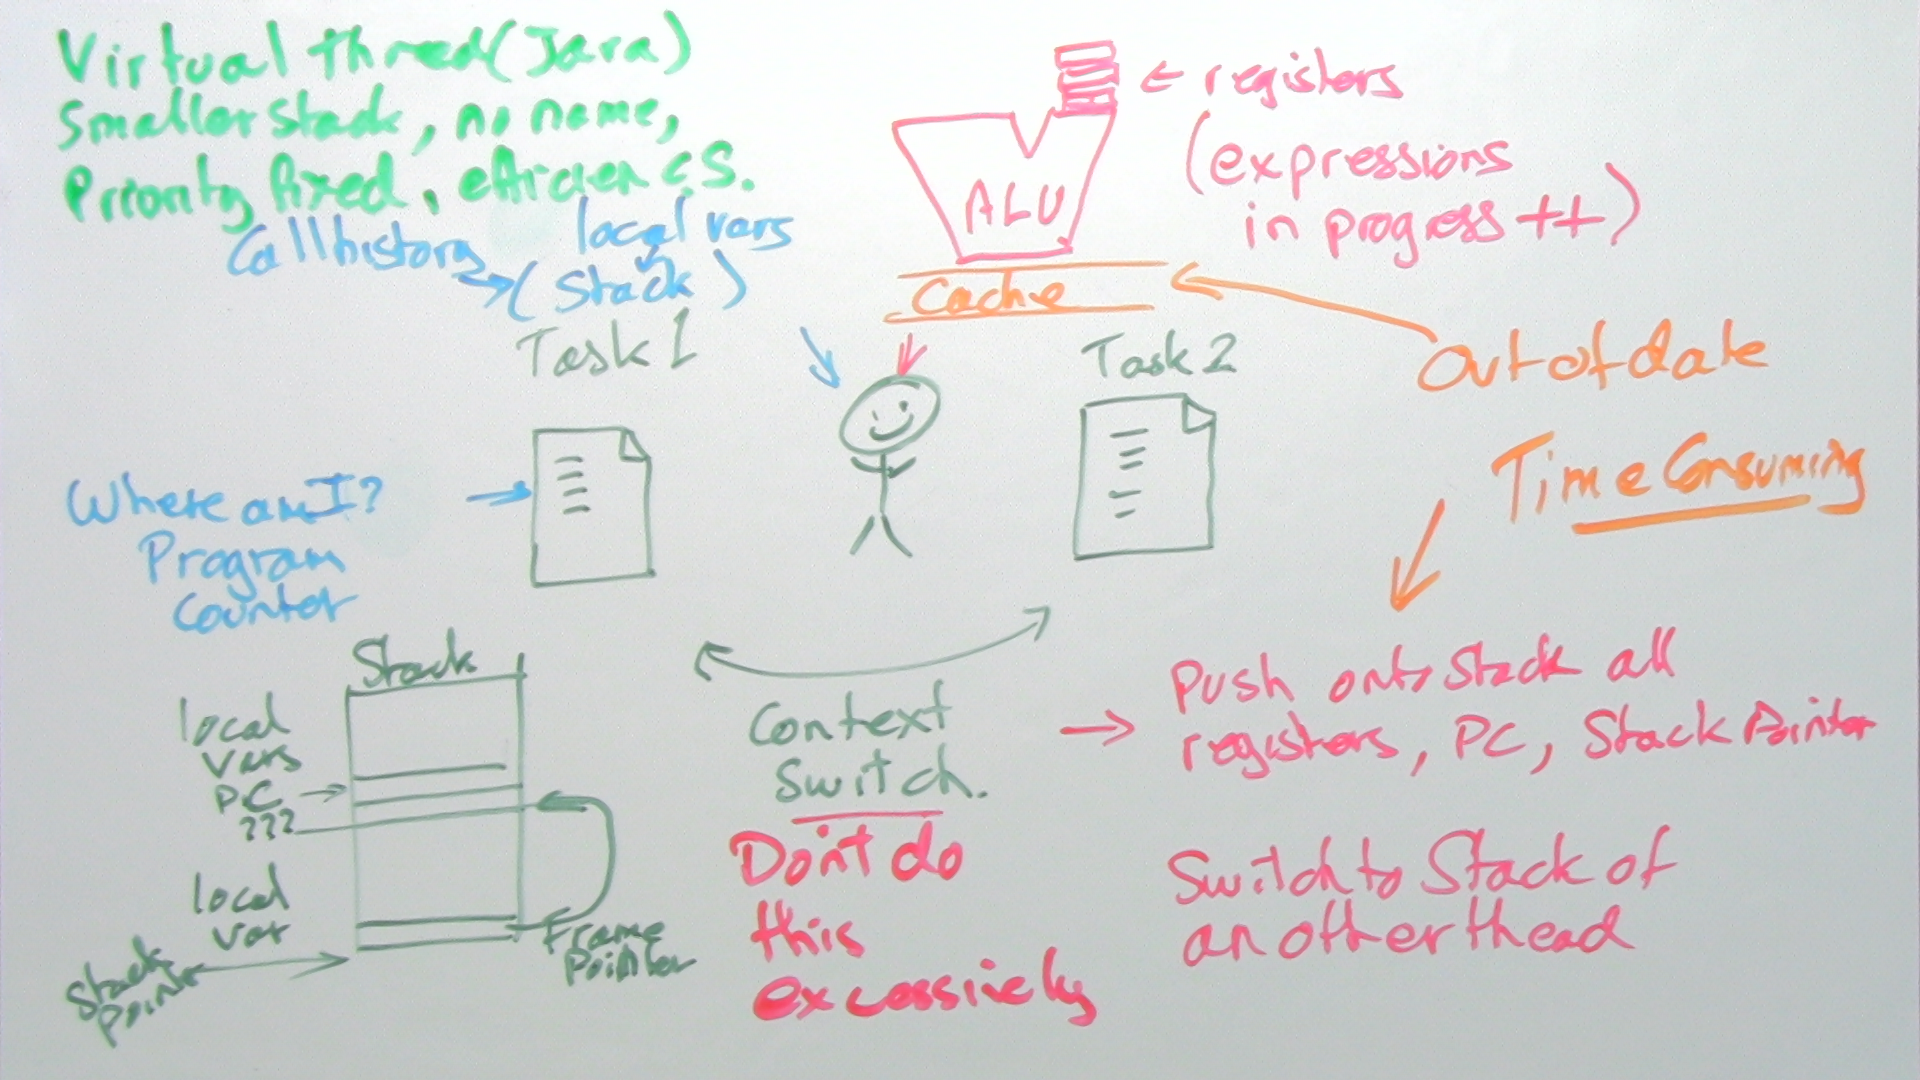 Virtual thred (Java)
Smaller stack, no name,
Priority fixed, efficien C.S.
Call history
local vars
(Stack)
Task 1
registers
(expressions
in progress ++)
ALU
Cache
Out of date
Task 2
Time Consuming
Where am I?
Program
Counter
Stack
local
vars
PC
???
local
var
Stack
Pointer
Frame
Pointer
Context
Switch.
Don't do
this
excessively
Push onto Stack all
registers, PC, Stack Pointer
Switch to Stack of
another thead